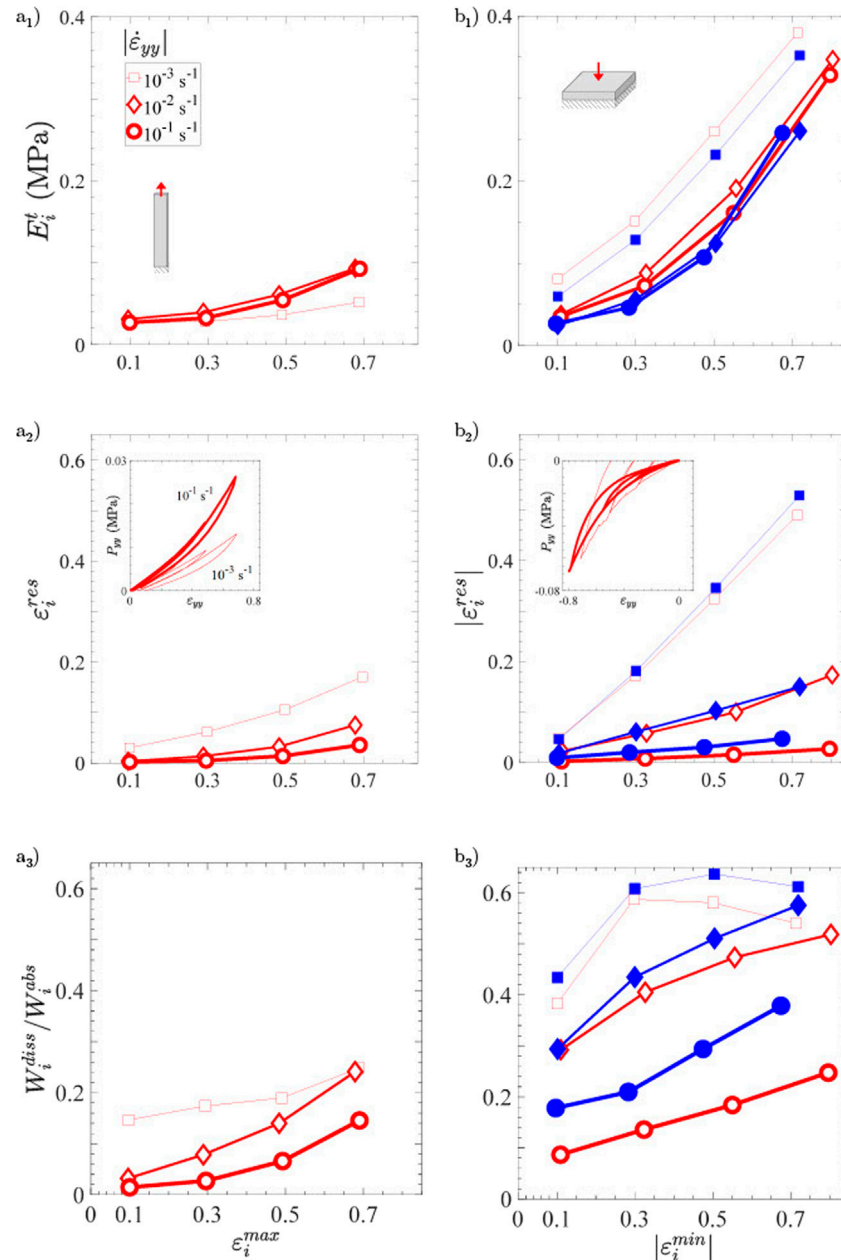 a₁)
|ε̇_yy|
10⁻³ s⁻¹
10⁻² s⁻¹
10⁻¹ s⁻¹
E_i^t (MPa)
0.4
0.2
0
0.1 0.3 0.5 0.7
b₁)
0.4
0.2
0
0.1 0.3 0.5 0.7
a₂)
ε_i^res
0.6
0.4
0.2
0
0.1 0.3 0.5 0.7
P_yy (MPa)
0.03
0
10⁻¹ s⁻¹
10⁻³ s⁻¹
0 ε_yy 0.8
b₂)
|ε_i^res|
0.6
0.4
0.2
0
0.1 0.3 0.5 0.7
P_yy (MPa)
0
-0.08
-0.8 ε_yy 0
a₃)
W_i^diss/W_i^abs
0.6
0.4
0.2
0
0 0.1 0.3 0.5 0.7
ε_i^max
b₃)
0.6
0.4
0.2
0
0 0.1 0.3 0.5 0.7
|ε_i^min|